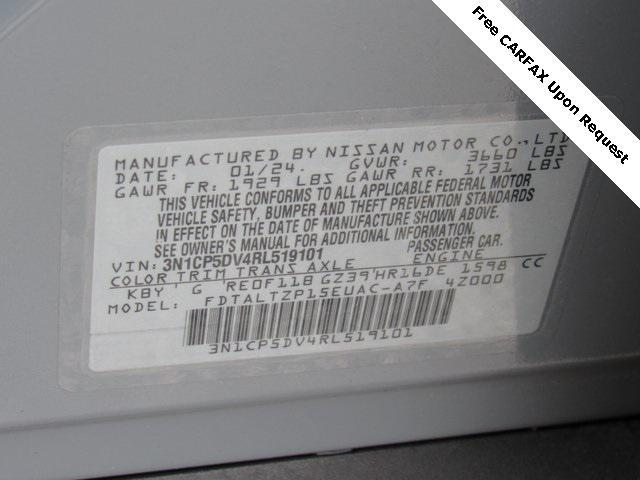 Free CARFAX Upon Request
MANUFACTURED BY NISSAN MOTOR CO., LTD
DATE: 01/24. GVWR: 3660 LBS
GAWR FR: 1929 LBS GAWR RR: 1731 LBS
THIS VEHICLE CONFORMS TO ALL APPLICABLE FEDERAL MOTOR
VEHICLE SAFETY, BUMPER AND THEFT PREVENTION STANDARDS
IN EFFECT ON THE DATE OF MANUFACTURE SHOWN ABOVE.
SEE OWNER'S MANUAL FOR ADDITIONAL INFORMATION.
VIN: 3N1CP5DV4RL519101 PASSENGER CAR.
COLOR TRIM TRANS AXLE ENGINE
KBY G RE0F11B GZ39 HR16DE 1598 CC
FDTALTZP15EUAC-A7F 4Z000
3N1CP5DV4RL519101